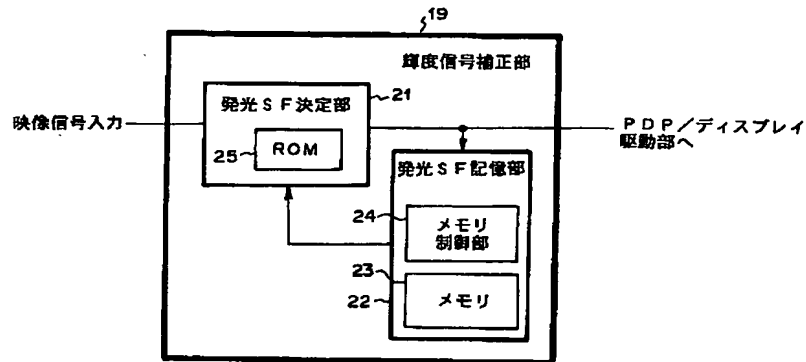 19
輝度信号補正部
発光SF決定部
21
映像信号入力
PDP/ディスプレイ
駆動部へ
25
ROM
発光SF記憶部
24
メモリ
制御部
23
メモリ
22